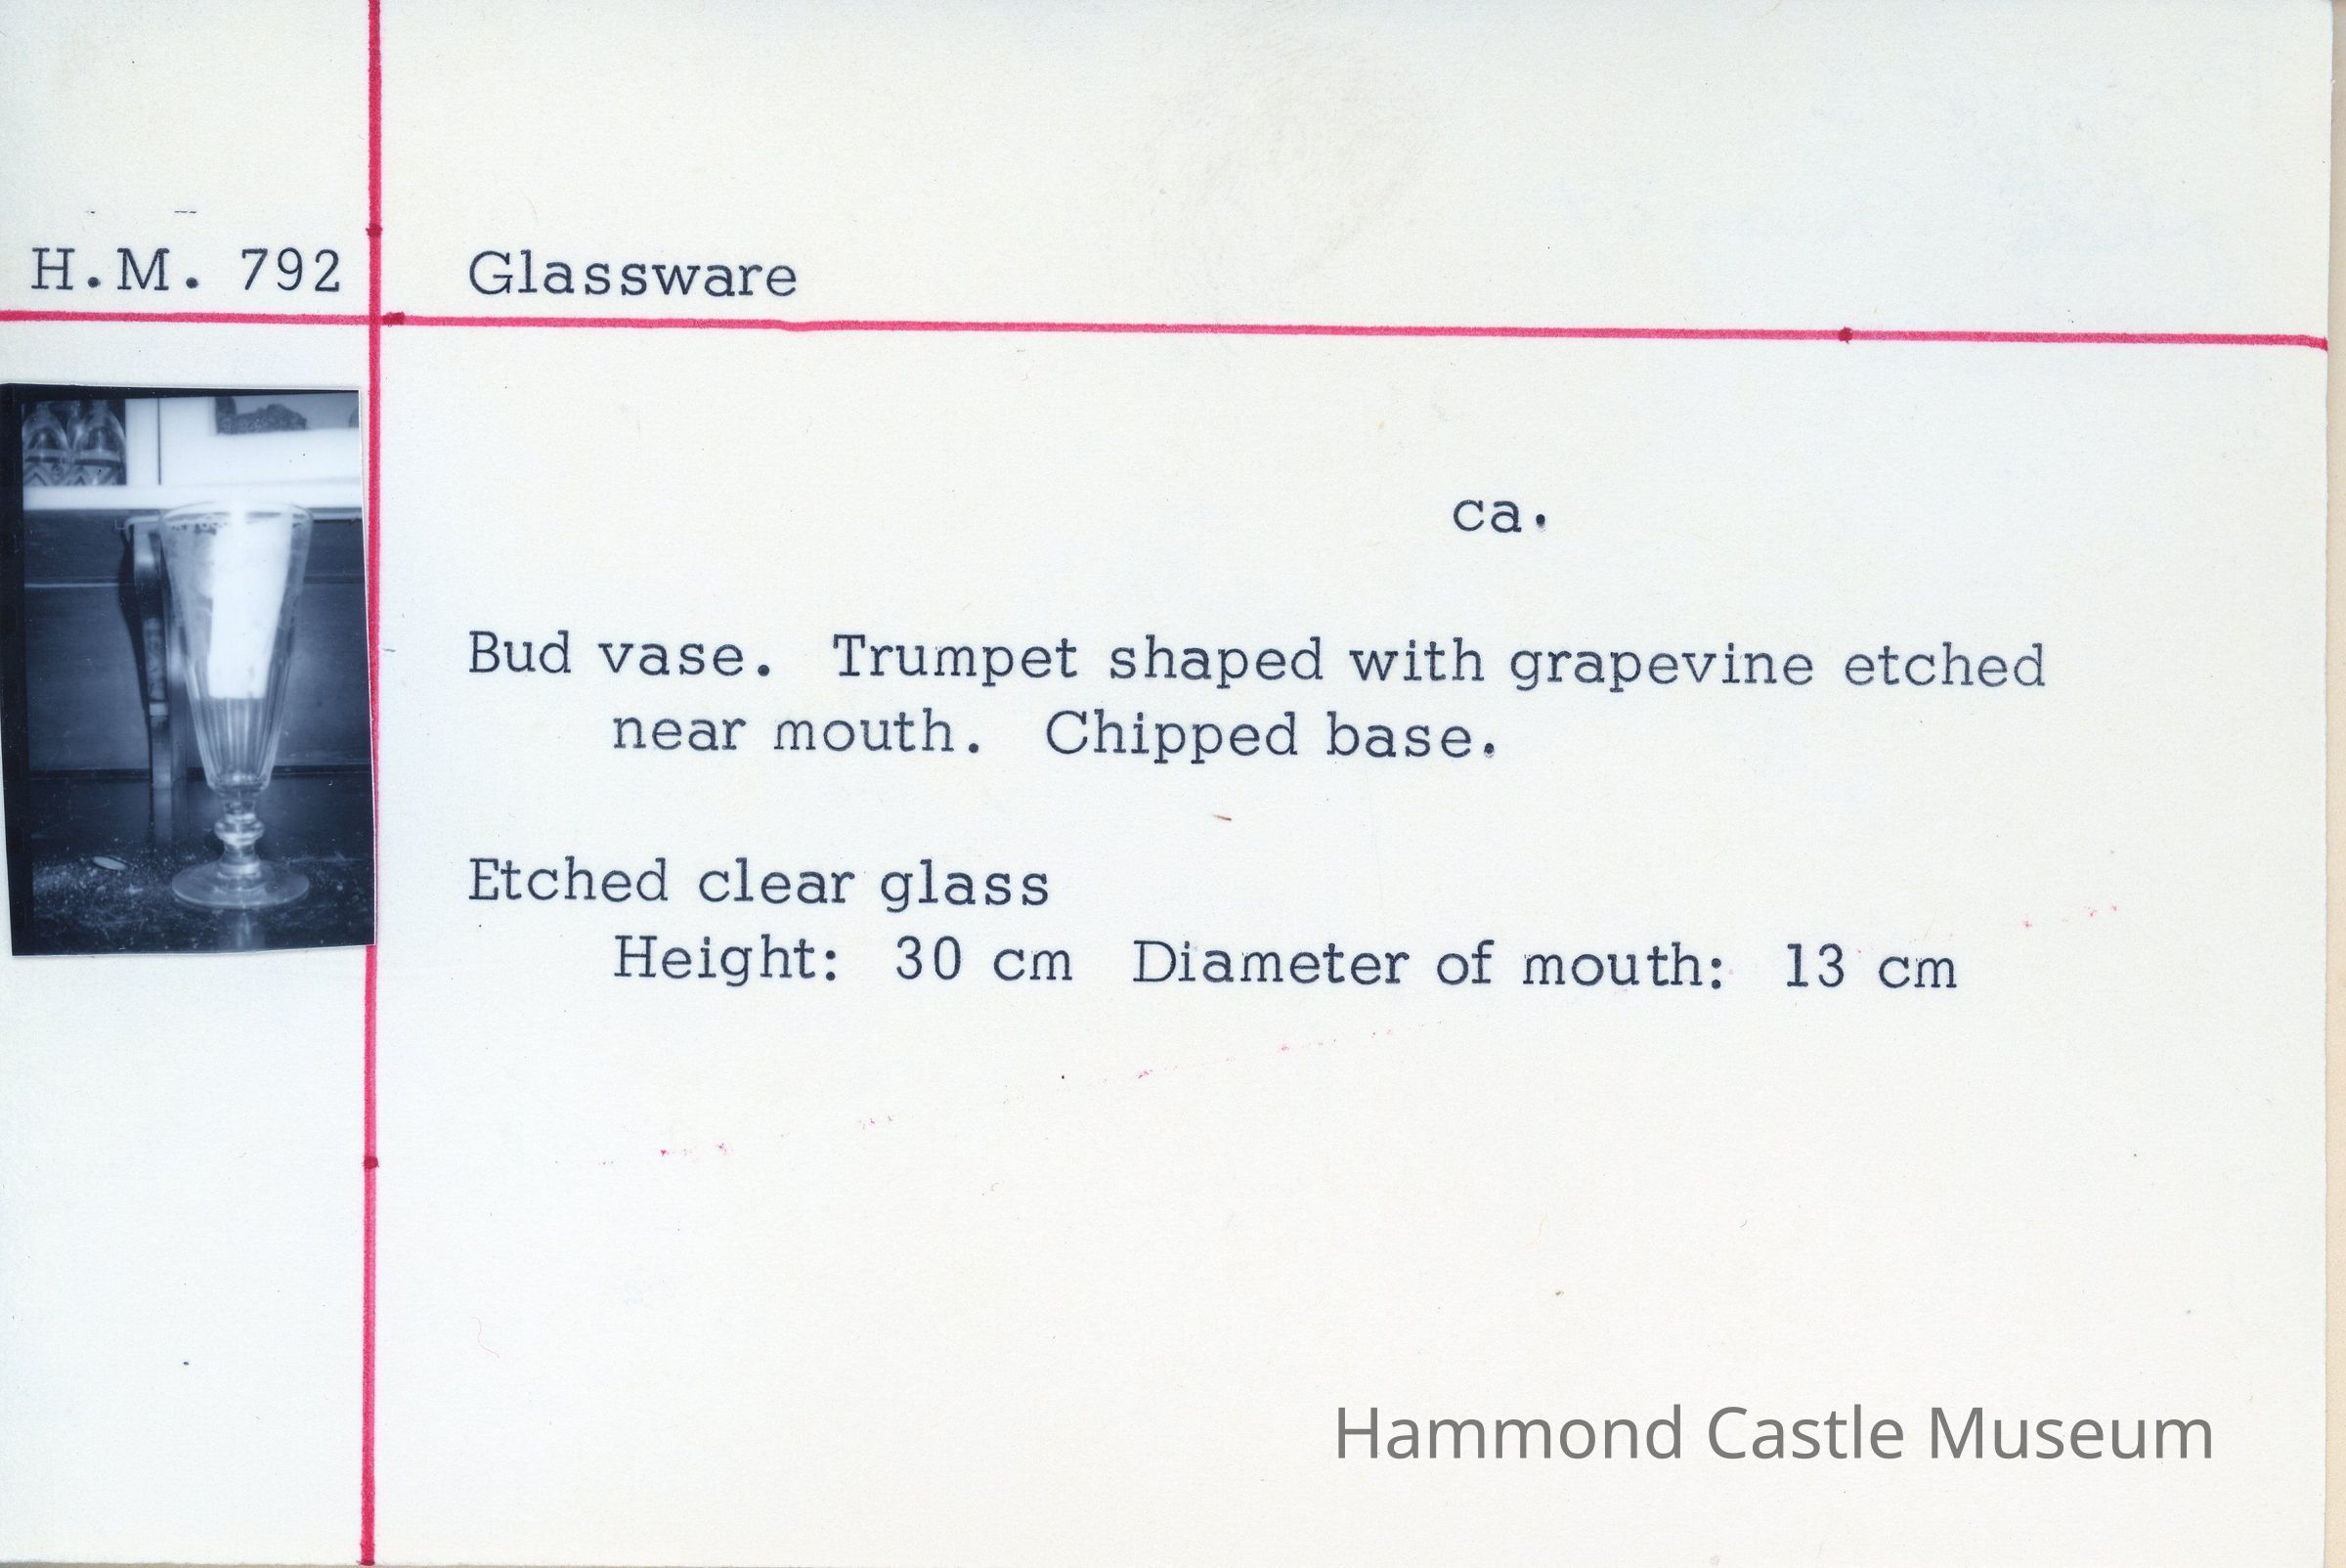 H.M. 792
Glassware
ca.
Bud vase. Trumpet shaped with grapevine etched
near mouth. Chipped base.
Etched clear glass
Height: 30 cm Diameter of mouth: 13 cm
Hammond Castle Museum